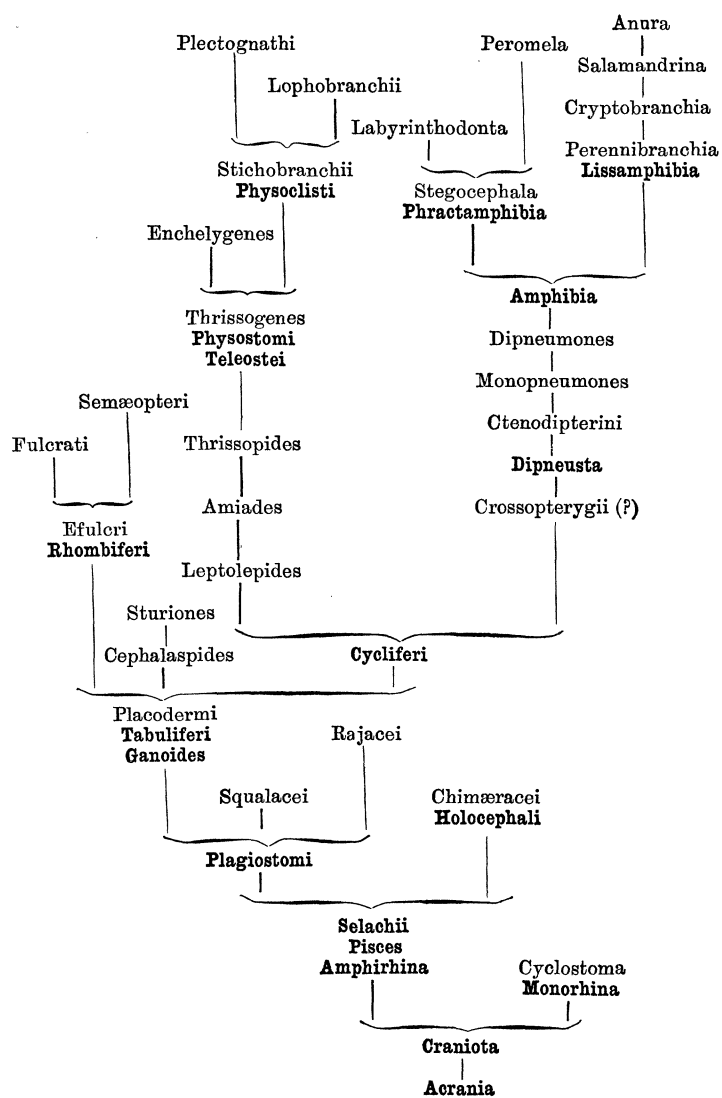 Anura
Plectognathi
Peromela
Salamandrina
Lophobranchii
Cryptobranchia
Labyrinthodonta
Perennibranchia
Lissamphibia
Stichobranchii
Physoclisti
Stegocephala
Phractamphibia
Enchelygenes
Amphibia
Thrissogenes
Physostomi
Teleostei
Dipneumones
Monopneumones
Semæopteri
Ctenodipterini
Fulcrati
Thrissopides
Dipneusta
Amiades
Crossopterygii (?)
Efulcri
Rhombiferi
Leptolepides
Sturiones
Cephalaspides
Cycliferi
Placodermi
Tabuliferi
Ganoides
Rajacei
Squalacei
Chimæracei
Holocephali
Plagiostomi
Selachii
Pisces
Amphirhina
Cyclostoma
Monorhina
Craniota
Acrania